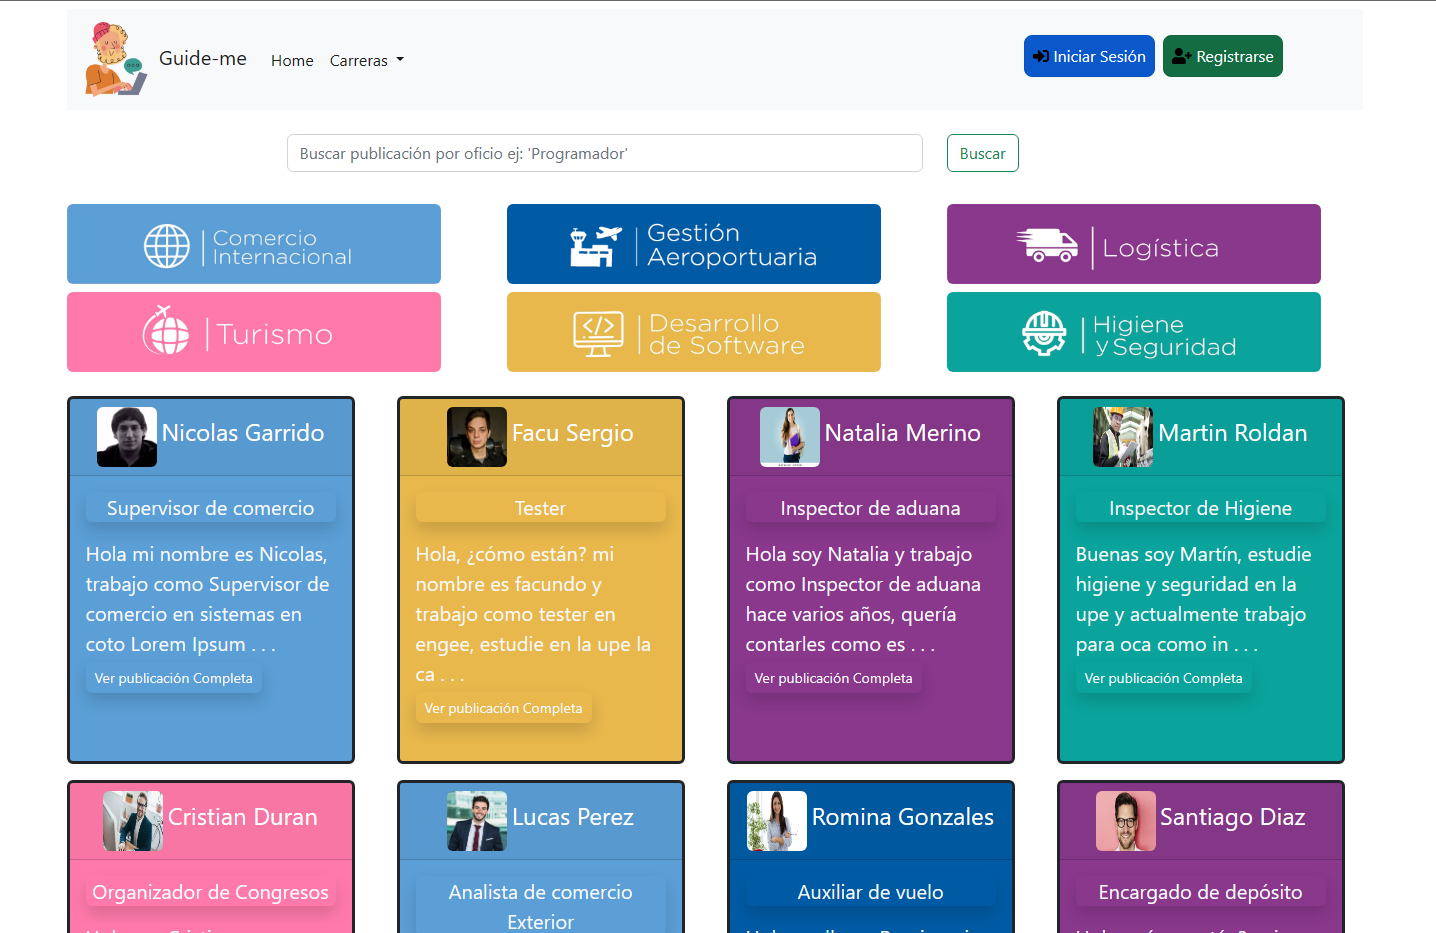 Guide-me Home Carreras Iniciar Sesión Registrarse
Buscar publicación por oficio ej: 'Programador' Buscar
Comercio
Internacional
Gestión
Aeroportuaria
Logística
Turismo
Desarrollo
de Software
Higiene
y Seguridad
Nicolas Garrido
Supervisor de comercio
Hola mi nombre es Nicolas,
trabajo como Supervisor de
comercio en sistemas en
coto Lorem Ipsum . . .
Ver publicación Completa
Facu Sergio
Tester
Hola, ¿cómo están? mi
nombre es facundo y
trabajo como tester en
engee, estudie en la upe la
ca . . .
Ver publicación Completa
Natalia Merino
Inspector de aduana
Hola soy Natalia y trabajo
como Inspector de aduana
hace varios años, quería
contarles como es . . .
Ver publicación Completa
Martin Roldan
Inspector de Higiene
Buenas soy Martín, estudie
higiene y seguridad en la
upe y actualmente trabajo
para oca como in . . .
Ver publicación Completa
Cristian Duran
Organizador de Congresos
Lucas Perez
Analista de comercio
Exterior
Romina Gonzales
Auxiliar de vuelo
Santiago Diaz
Encargado de depósito